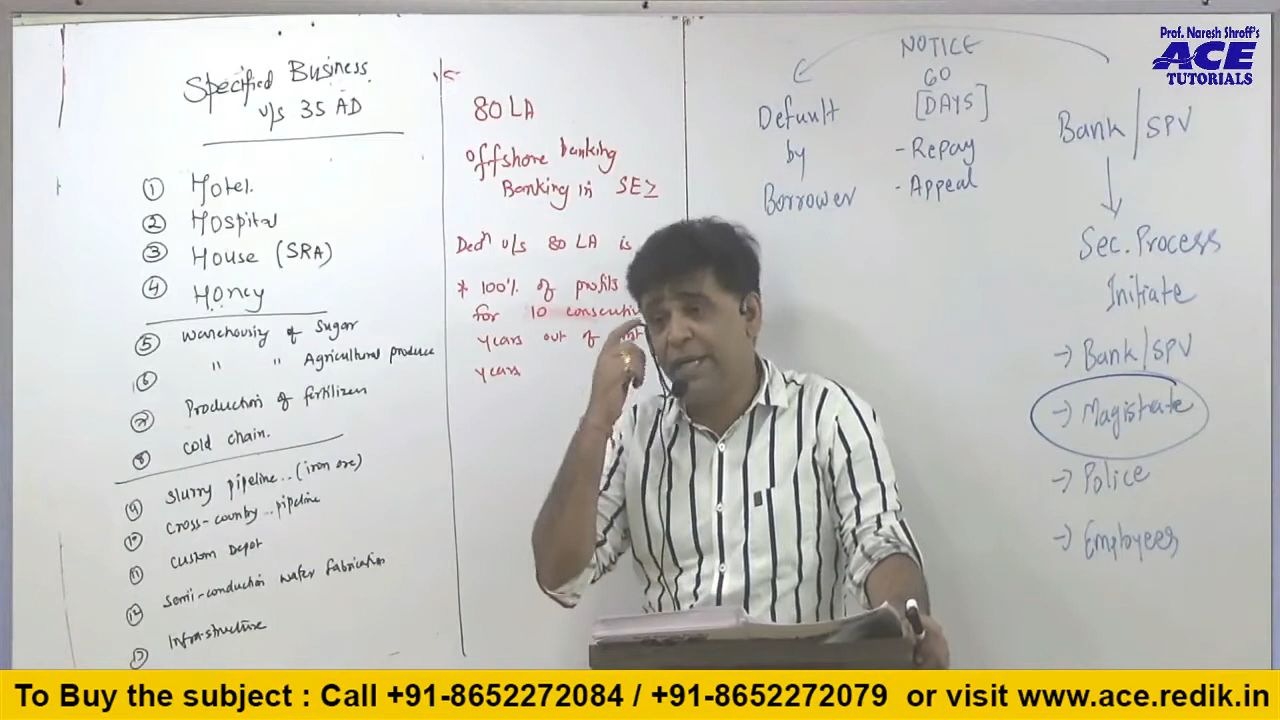 Specified Business
u/s 35 AD
① Hotel.
② Hospital
③ House (SRA)
④ Honey
⑤ Warehousing of Sugar
⑥ " " Agricultural produce
⑦ Production of fertilizers
⑧ Cold chain.
⑨ Slurry pipeline.. (iron ore)
⑩ Cross-country.. pipeline
⑪ Custom Depot
⑫ Semi-conductor wafer fabrication
⑬ Infrastructure
80 LA
Offshore banking
Banking in SEZ
Dedn u/s 80 LA is
* 100% of profits
for 10 consecutiv
years out of
years
NOTICE
60
[DAYS]
- Repay
- Appeal
Default
by
Borrower
Bank/SPV
Sec. Process
Initiate
→ Bank/SPV
→ Magistrate
→ Police
→ Employees
Prof. Naresh Shroff's
ACE
TUTORIALS
To Buy the subject : Call +91-8652272084 / +91-8652272079 or visit www.ace.redik.in